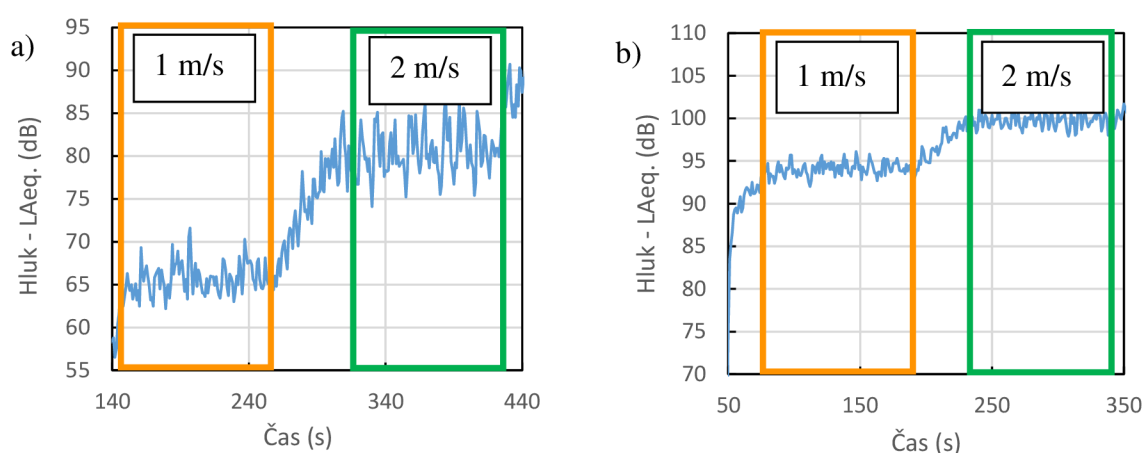 a)
95
90
85
80
75
70
65
60
55
Hluk - LAeq. (dB)
1 m/s
2 m/s
140
240
340
440
Čas (s)
b)
110
105
100
95
90
85
80
75
70
Hluk - LAeq. (dB)
1 m/s
2 m/s
50
150
250
350
Čas (s)